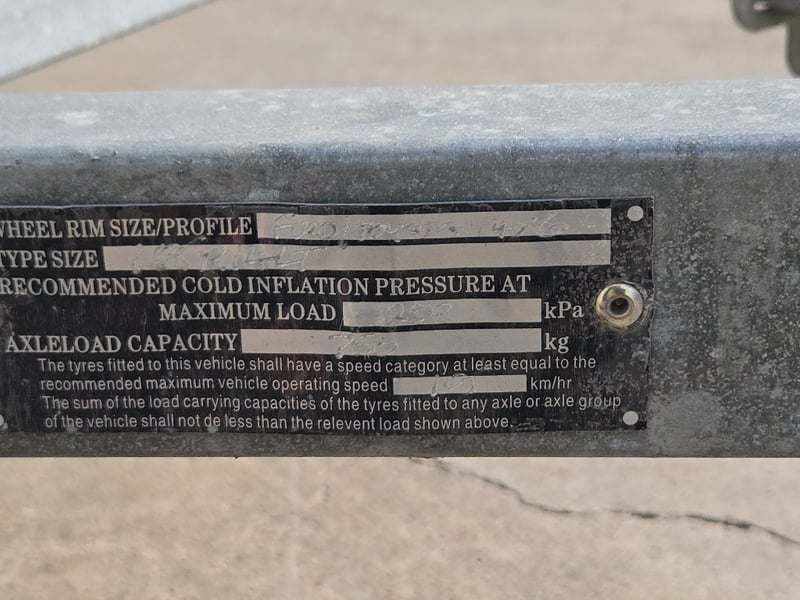 WHEEL RIM SIZE/PROFILE
TYPE SIZE
RECOMMENDED COLD INFLATION PRESSURE AT
MAXIMUM LOAD 250 kPa
AXLELOAD CAPACITY 750 kg
The tyres fitted to this vehicle shall have a speed category at least equal to the
recommended maximum vehicle operating speed km/hr
The sum of the load carrying capacities of the tyres fitted to any axle or axle group
of the vehicle shall not de less than the relevent load shown above.